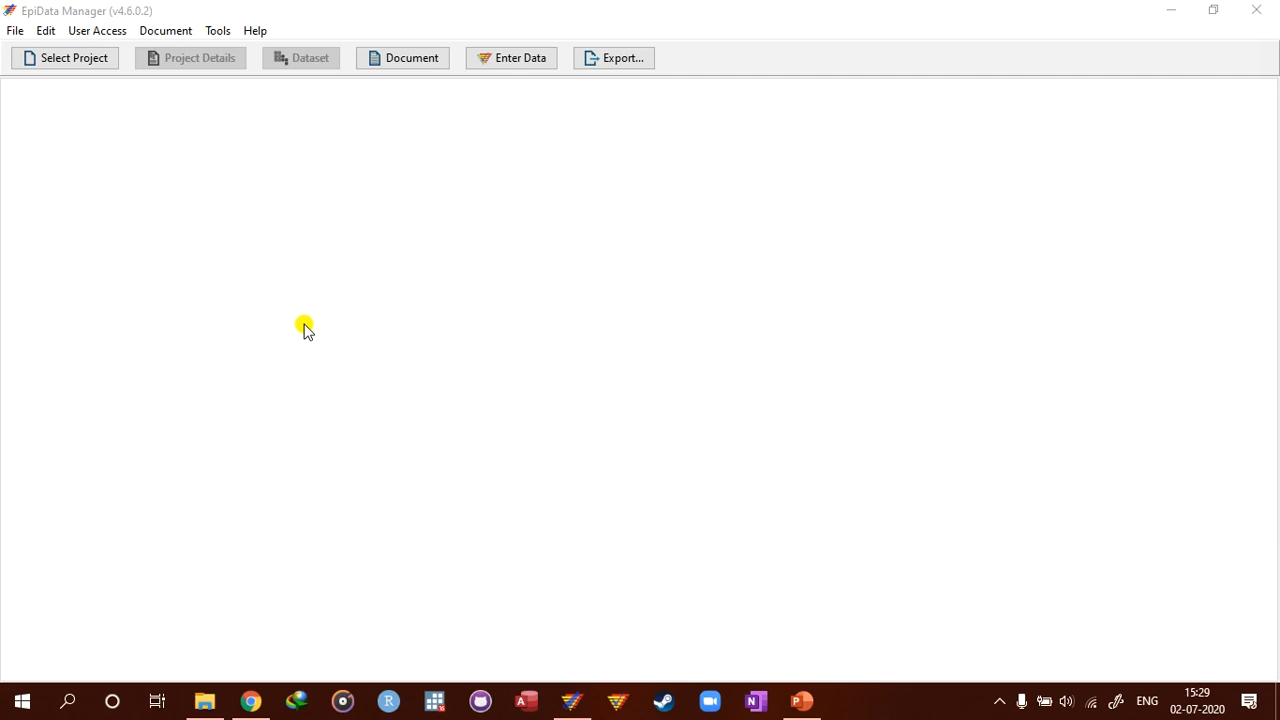 EpiData Manager (v4.6.0.2)
File Edit User Access Document Tools Help
Select Project Project Details Dataset Document Enter Data Export...
ENG
15:29
02-07-2020